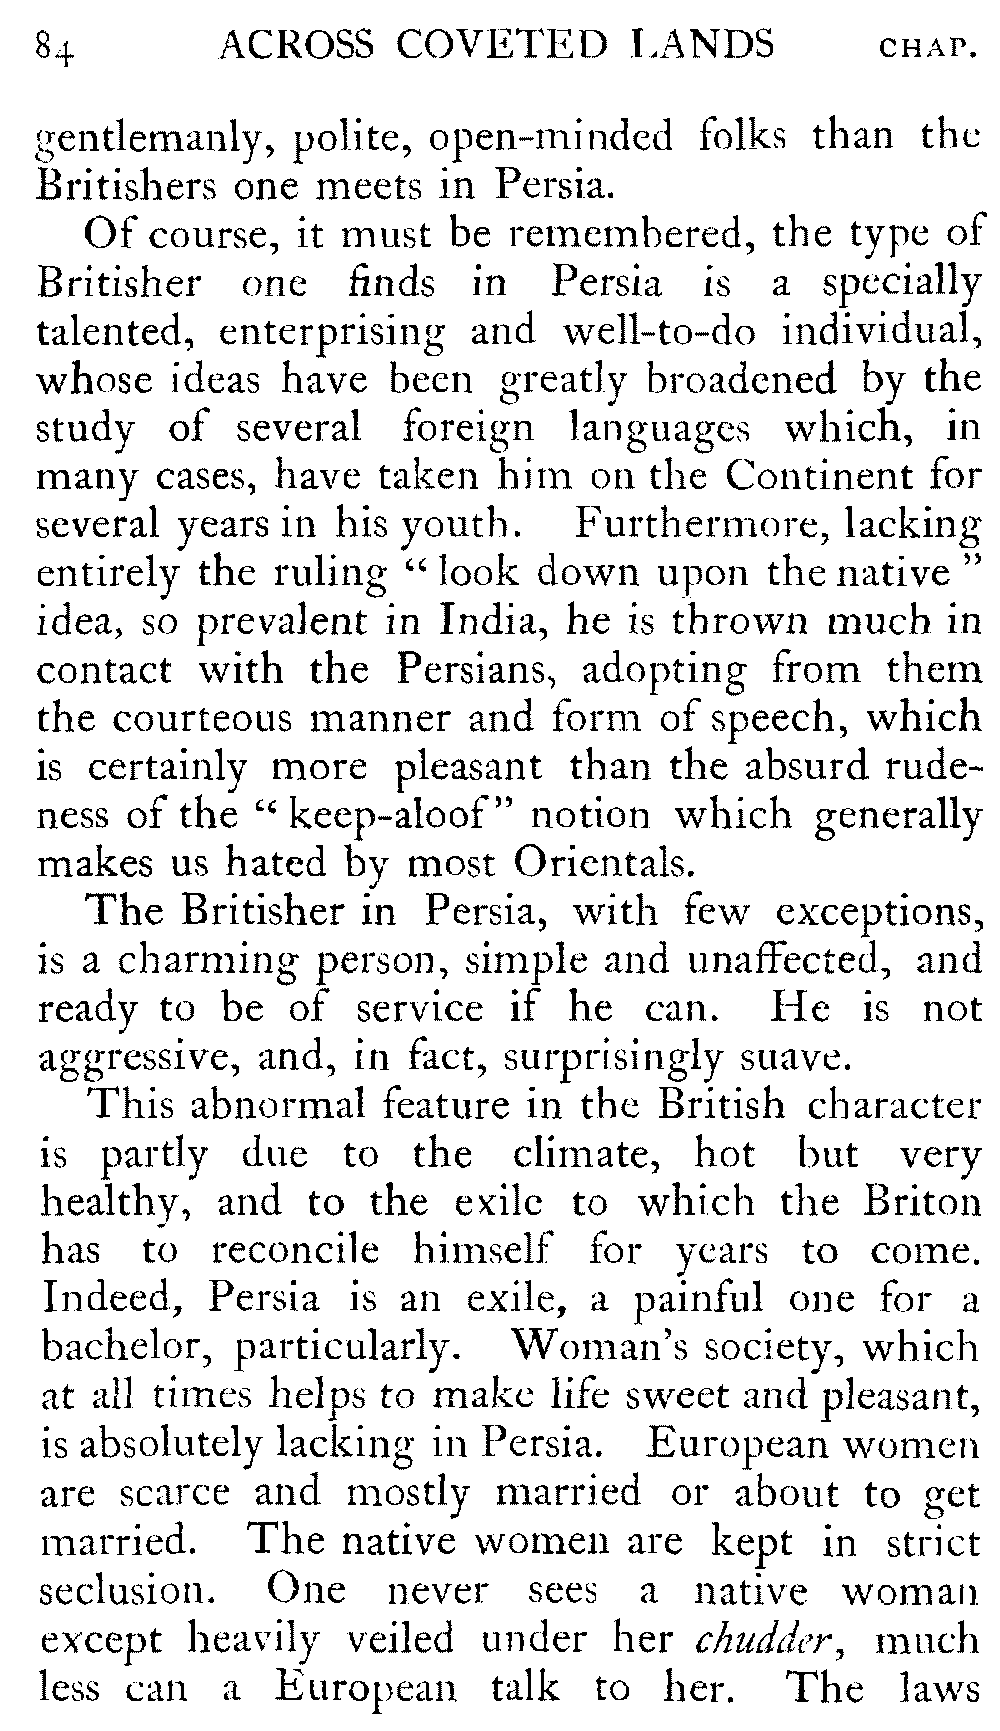 84 ACROSS COVETED LANDS CHAP.
gentlemanly, polite, open-minded folks than the
Britishers one meets in Persia.
Of course, it must be remembered, the type of
Britisher one finds in Persia is a specially
talented, enterprising and well-to-do individual,
whose ideas have been greatly broadened by the
study of several foreign languages which, in
many cases, have taken him on the Continent for
several years in his youth. Furthermore, lacking
entirely the ruling “look down upon the native”
idea, so prevalent in India, he is thrown much in
contact with the Persians, adopting from them
the courteous manner and form of speech, which
is certainly more pleasant than the absurd rude-
ness of the “keep-aloof” notion which generally
makes us hated by most Orientals.
The Britisher in Persia, with few exceptions,
is a charming person, simple and unaffected, and
ready to be of service if he can. He is not
aggressive, and, in fact, surprisingly suave.
This abnormal feature in the British character
is partly due to the climate, hot but very
healthy, and to the exile to which the Briton
has to reconcile himself for years to come.
Indeed, Persia is an exile, a painful one for a
bachelor, particularly. Woman's society, which
at all times helps to make life sweet and pleasant,
is absolutely lacking in Persia. European women
are scarce and mostly married or about to get
married. The native women are kept in strict
seclusion. One never sees a native woman
except heavily veiled under her chudder, much
less can a European talk to her. The laws